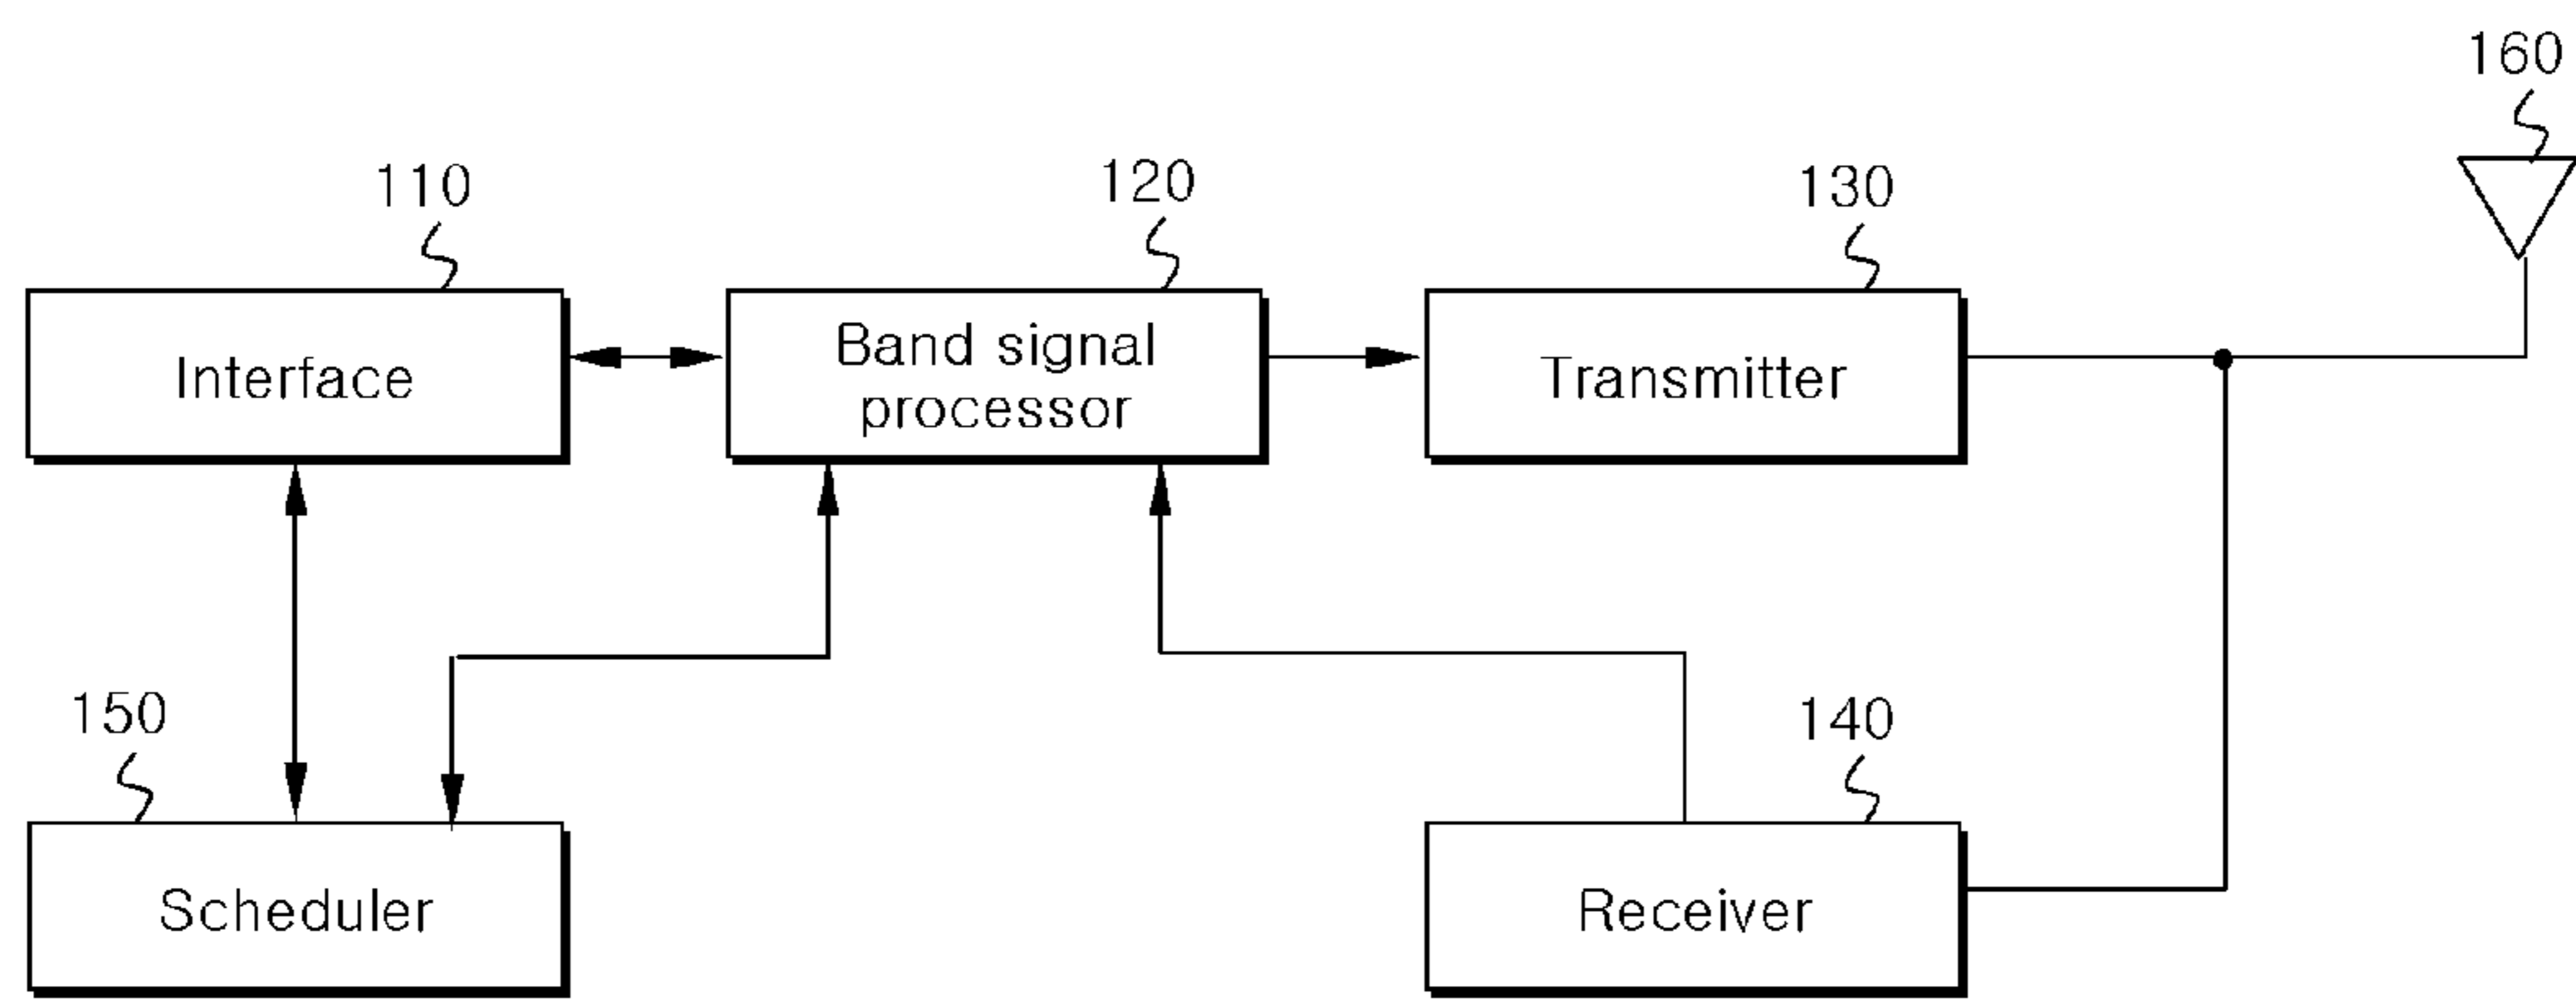 160
110
120
130
Interface
Band signal
processor
Transmitter
150
140
Scheduler
Receiver